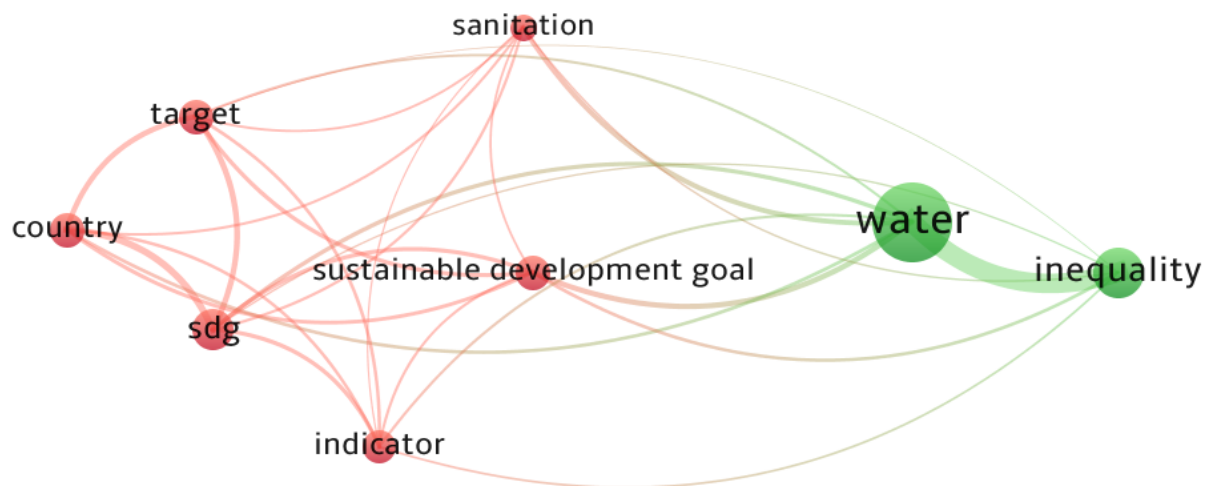 sanitation
target
country
water
sustainable development goal
inequality
sdg
indicator